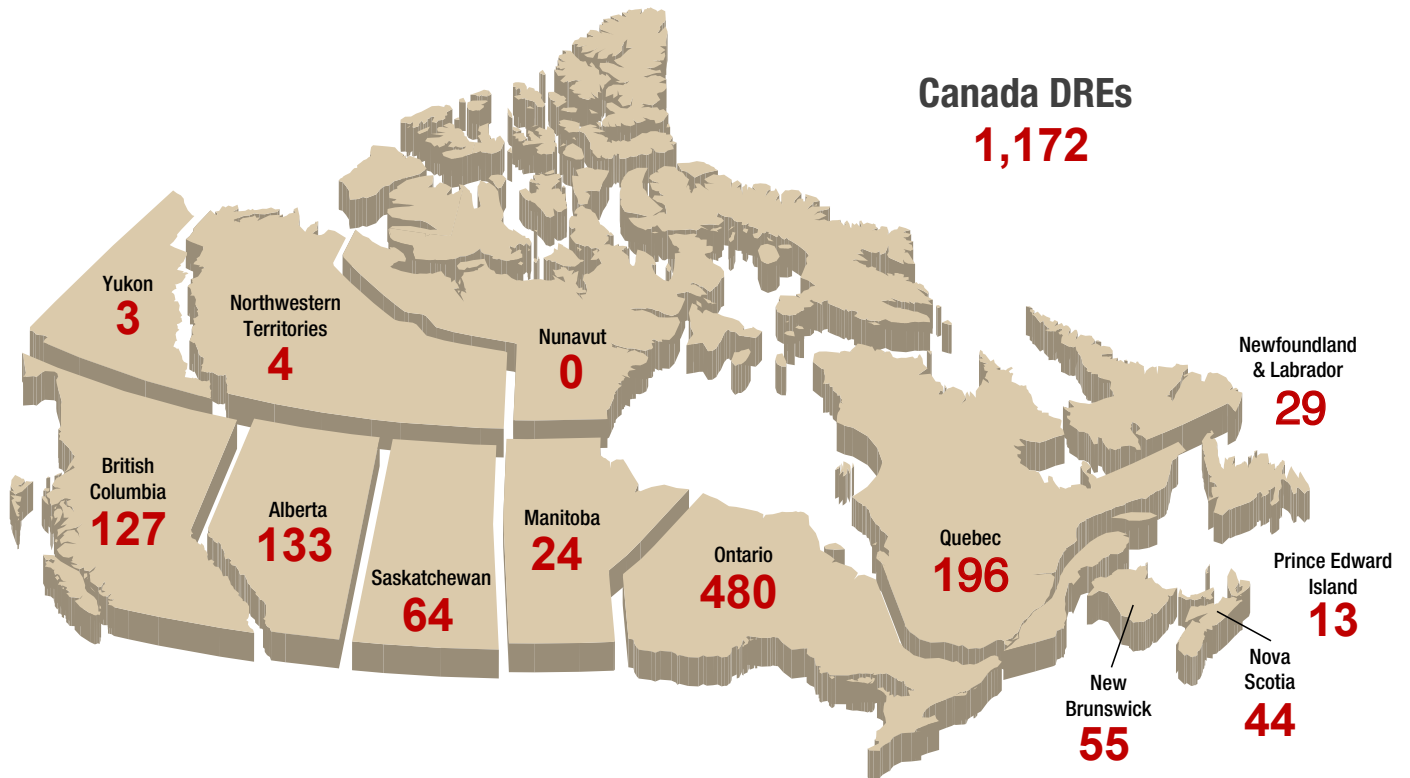 Canada DREs
1,172
Yukon
3
Northwestern
Territories
4
Nunavut
0
Newfoundland
& Labrador
29
British
Columbia
127
Alberta
133
Saskatchewan
64
Manitoba
24
Ontario
480
Quebec
196
Prince Edward
Island
13
New
Brunswick
55
Nova
Scotia
44